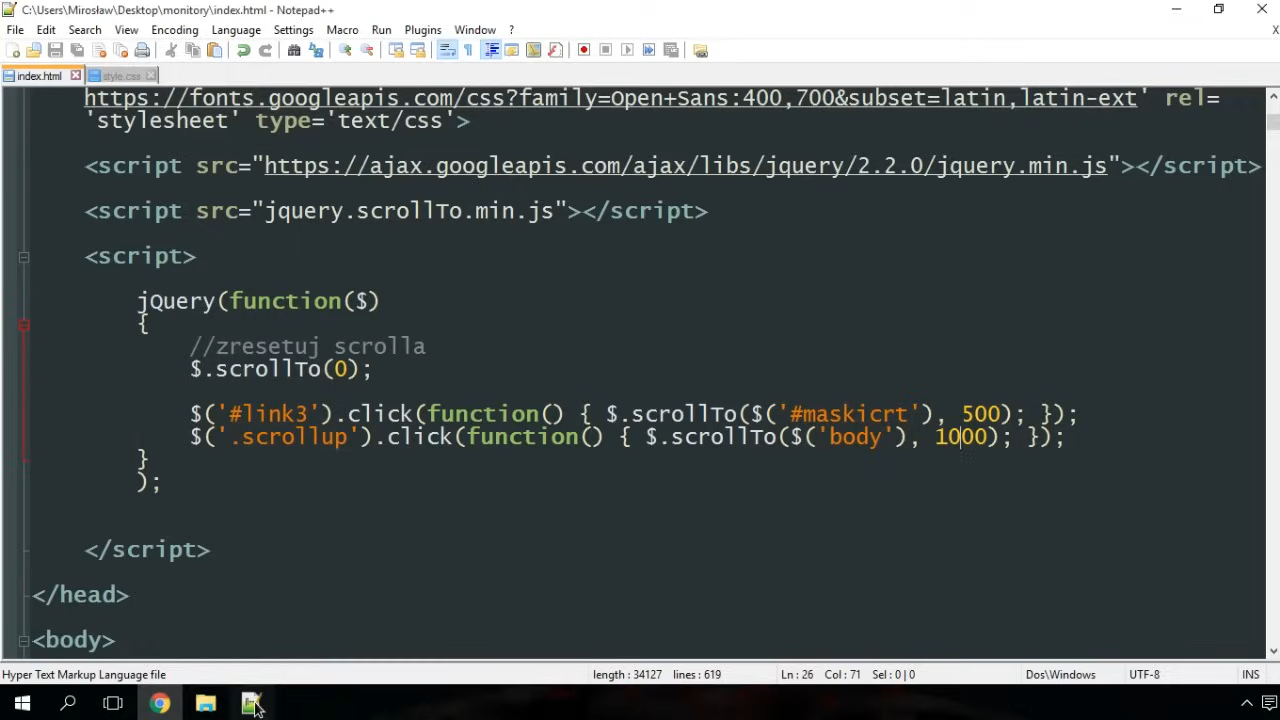 C:\Users\Mirosław\Desktop\monitory\index.html - Notepad++
File Edit Search View Encoding Language Settings Macro Run Plugins Window ? X
index.html style.css
https://fonts.googleapis.com/css?family=Open+Sans:400,700&subset=latin,latin-ext' rel=
'stylesheet' type='text/css'>
<script src="https://ajax.googleapis.com/ajax/libs/jquery/2.2.0/jquery.min.js"></script>
<script src="jquery.scrollTo.min.js"></script>
<script>
jQuery(function($)
{
//zresetuj scrolla
$.scrollTo(0);
$('#link3').click(function() { $.scrollTo($('#maskicrt'), 500); });
$('.scrollup').click(function() { $.scrollTo($('body'), 1000); });
}
);
</script>
</head>
<body>
Hyper Text Markup Language file length : 34127 lines : 619 Ln : 26 Col : 71 Sel : 0 | 0 Dos\Windows UTF-8 INS